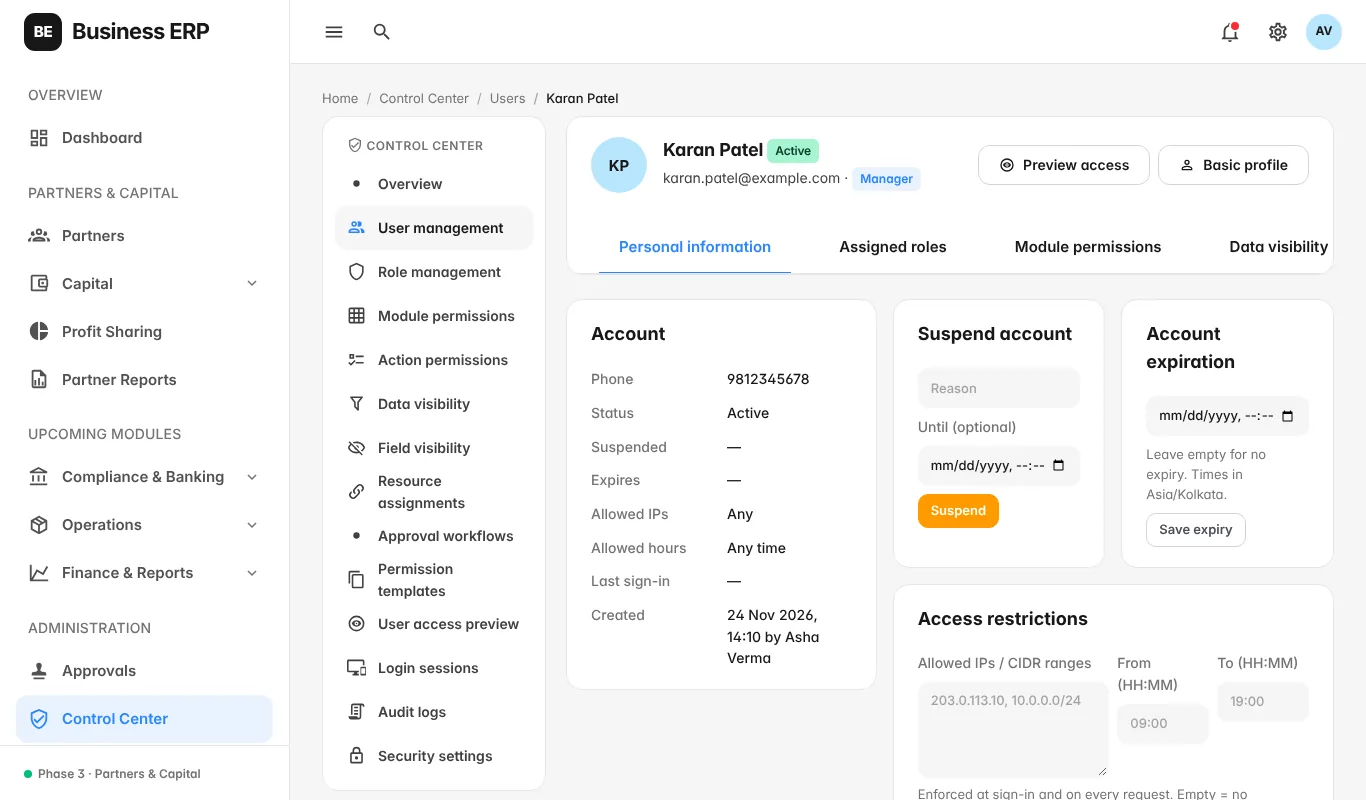 BE Business ERP
AV
OVERVIEW
Dashboard
PARTNERS & CAPITAL
Partners
Capital
Profit Sharing
Partner Reports
UPCOMING MODULES
Compliance & Banking
Operations
Finance & Reports
ADMINISTRATION
Approvals
Control Center
Phase 3 · Partners & Capital
Home / Control Center / Users / Karan Patel
CONTROL CENTER
Overview
User management
Role management
Module permissions
Action permissions
Data visibility
Field visibility
Resource
assignments
Approval workflows
Permission
templates
User access preview
Login sessions
Audit logs
Security settings
KP
Karan Patel Active
karan.patel@example.com · Manager
Preview access
Basic profile
Personal information
Assigned roles
Module permissions
Data visibility
Account
Phone 9812345678
Status Active
Suspended —
Expires —
Allowed IPs Any
Allowed hours Any time
Last sign-in —
Created 24 Nov 2026,
14:10 by Asha
Verma
Suspend account
Reason
Until (optional)
mm/dd/yyyy, --:-- 
Suspend
Account
expiration
mm/dd/yyyy, --:--
Leave empty for no
expiry. Times in
Asia/Kolkata.
Save expiry
Access restrictions
Allowed IPs / CIDR ranges
203.0.113.10, 10.0.0.0/24
From
(HH:MM)
09:00
To (HH:MM)
19:00
Enforced at sign-in and on every request. Empty = no